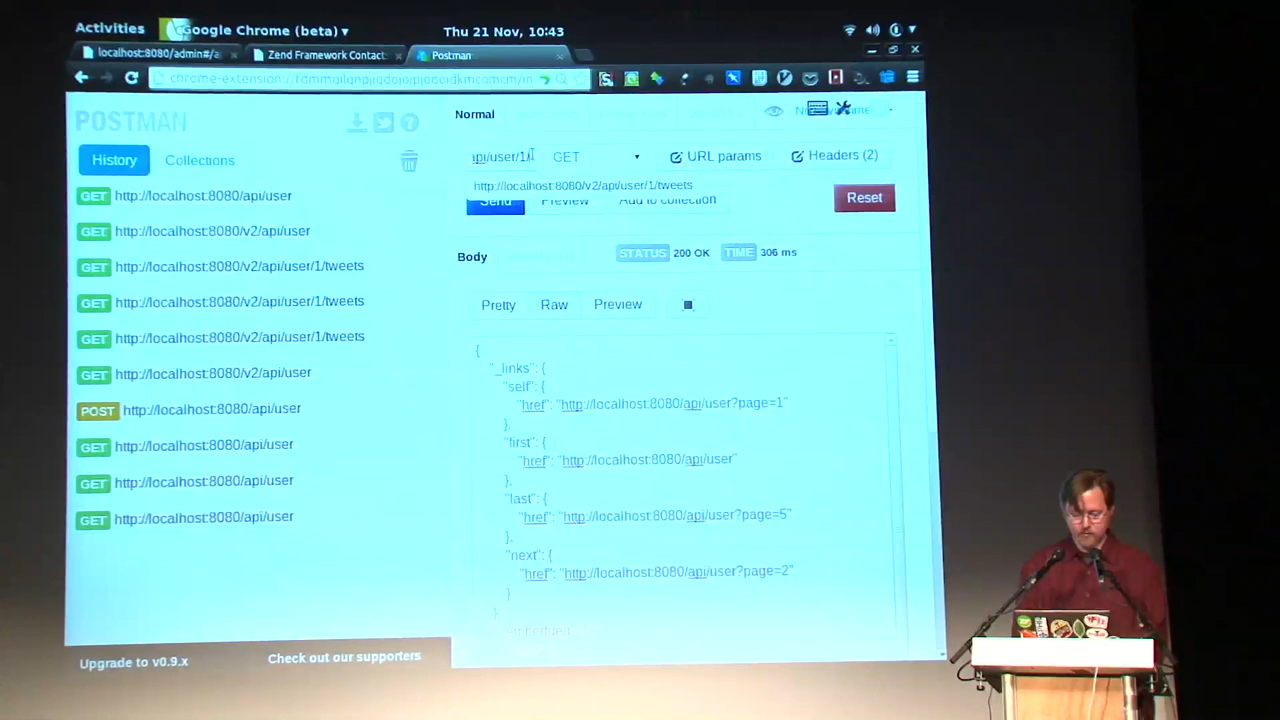 Activities
Google Chrome (beta) ▾
Thu 21 Nov, 10:43
localhost:8080/admin#/a
Zend Framework Contact
Postman
POSTMAN
History
Collections
GET http://localhost:8080/api/user
GET http://localhost:8080/v2/api/user
GET http://localhost:8080/v2/api/user/1/tweets
GET http://localhost:8080/v2/api/user/1/tweets
GET http://localhost:8080/v2/api/user/1/tweets
GET http://localhost:8080/v2/api/user
POST http://localhost:8080/api/user
GET http://localhost:8080/api/user
GET http://localhost:8080/api/user
GET http://localhost:8080/api/user
Upgrade to v0.9.x
Check out our supporters
Normal
api/user/1/
GET
URL params
Headers (2)
http://localhost:8080/v2/api/user/1/tweets
Send
Preview
Add to collection
Reset
Body
STATUS 200 OK
TIME 306 ms
Pretty
Raw
Preview
{
"_links": {
"self": {
"href": "http://localhost:8080/api/user?page=1"
},
"first": {
"href": "http://localhost:8080/api/user"
},
"last": {
"href": "http://localhost:8080/api/user?page=5"
},
"next": {
"href": "http://localhost:8080/api/user?page=2"
}
}